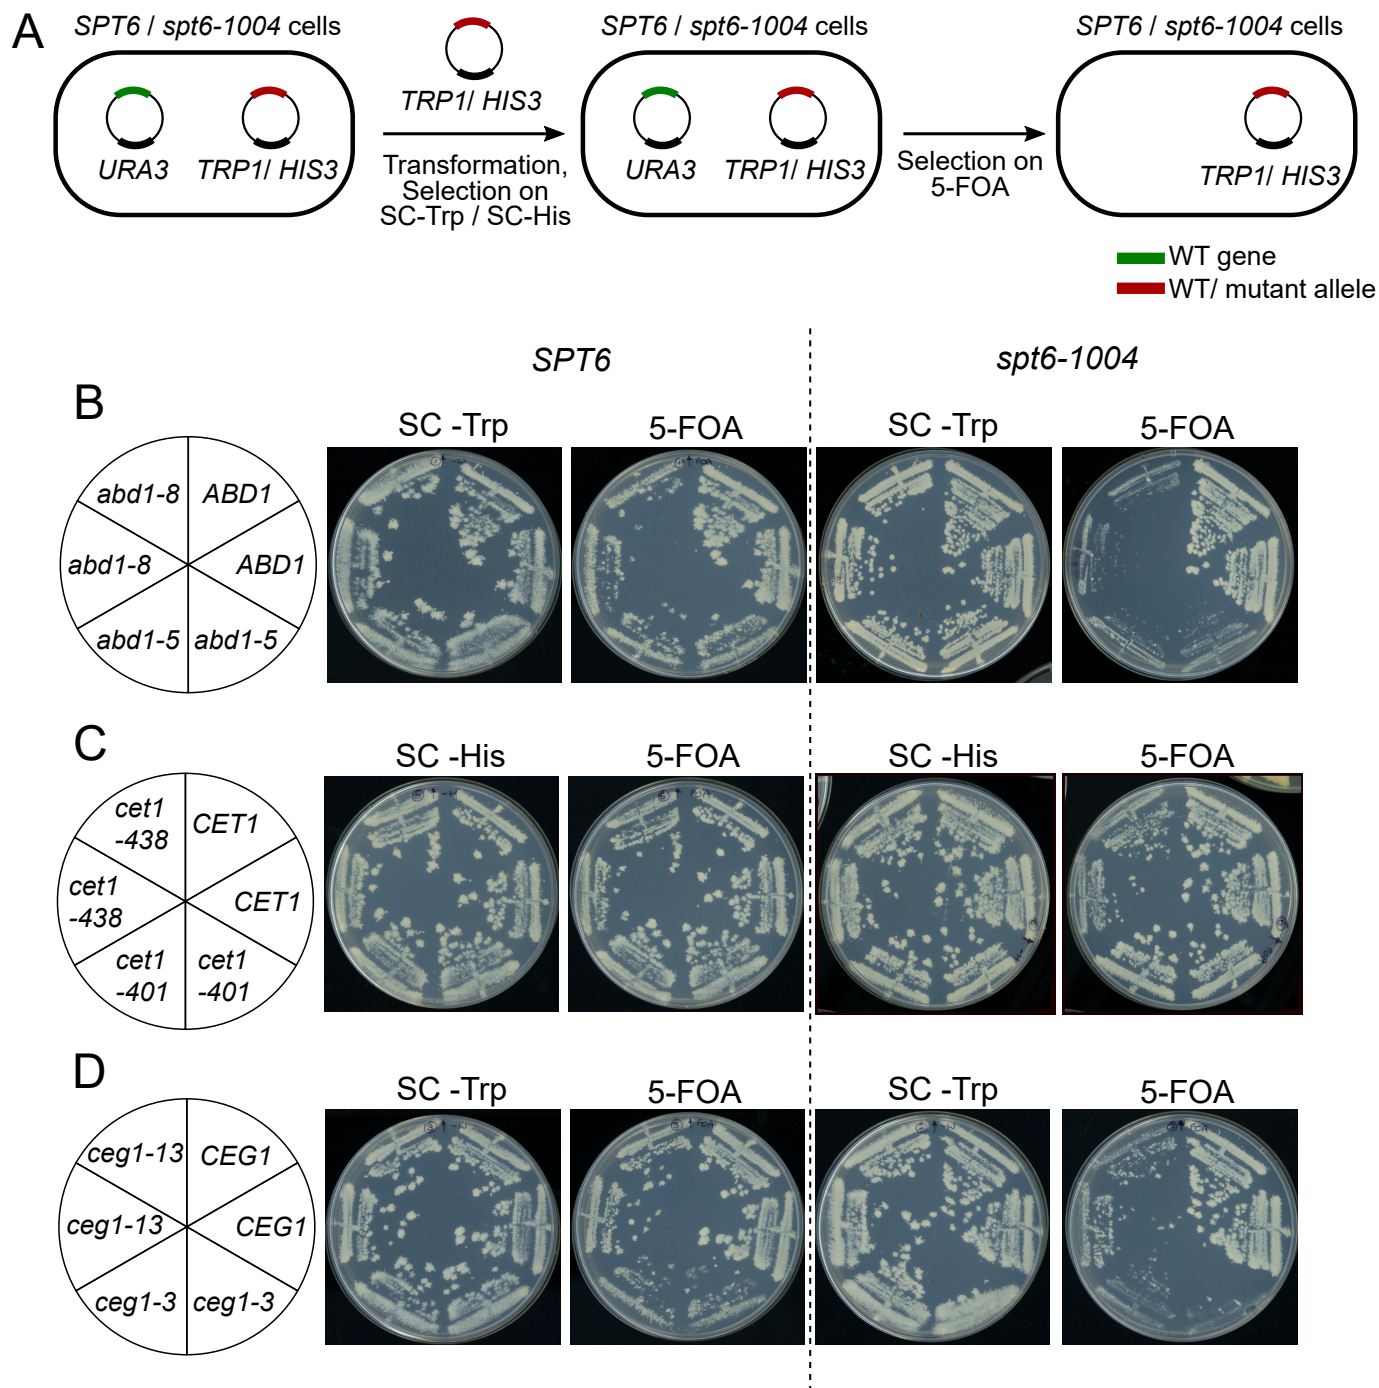 A
SPT6 / spt6-1004 cells
SPT6 / spt6-1004 cells
SPT6 / spt6-1004 cells
TRP1/ HIS3
URA3
TRP1/ HIS3
Transformation,
Selection on
SC-Trp / SC-His
URA3
TRP1/ HIS3
Selection on
5-FOA
TRP1/ HIS3
WT gene
WT/ mutant allele
SPT6
spt6-1004
B
SC -Trp
5-FOA
SC -Trp
5-FOA
abd1-8
ABD1
abd1-8
ABD1
abd1-5
abd1-5
C
SC -His
5-FOA
SC -His
5-FOA
cet1
-438
CET1
cet1
-438
CET1
cet1
-401
cet1
-401
D
SC -Trp
5-FOA
SC -Trp
5-FOA
ceg1-13
CEG1
ceg1-13
CEG1
ceg1-3
ceg1-3